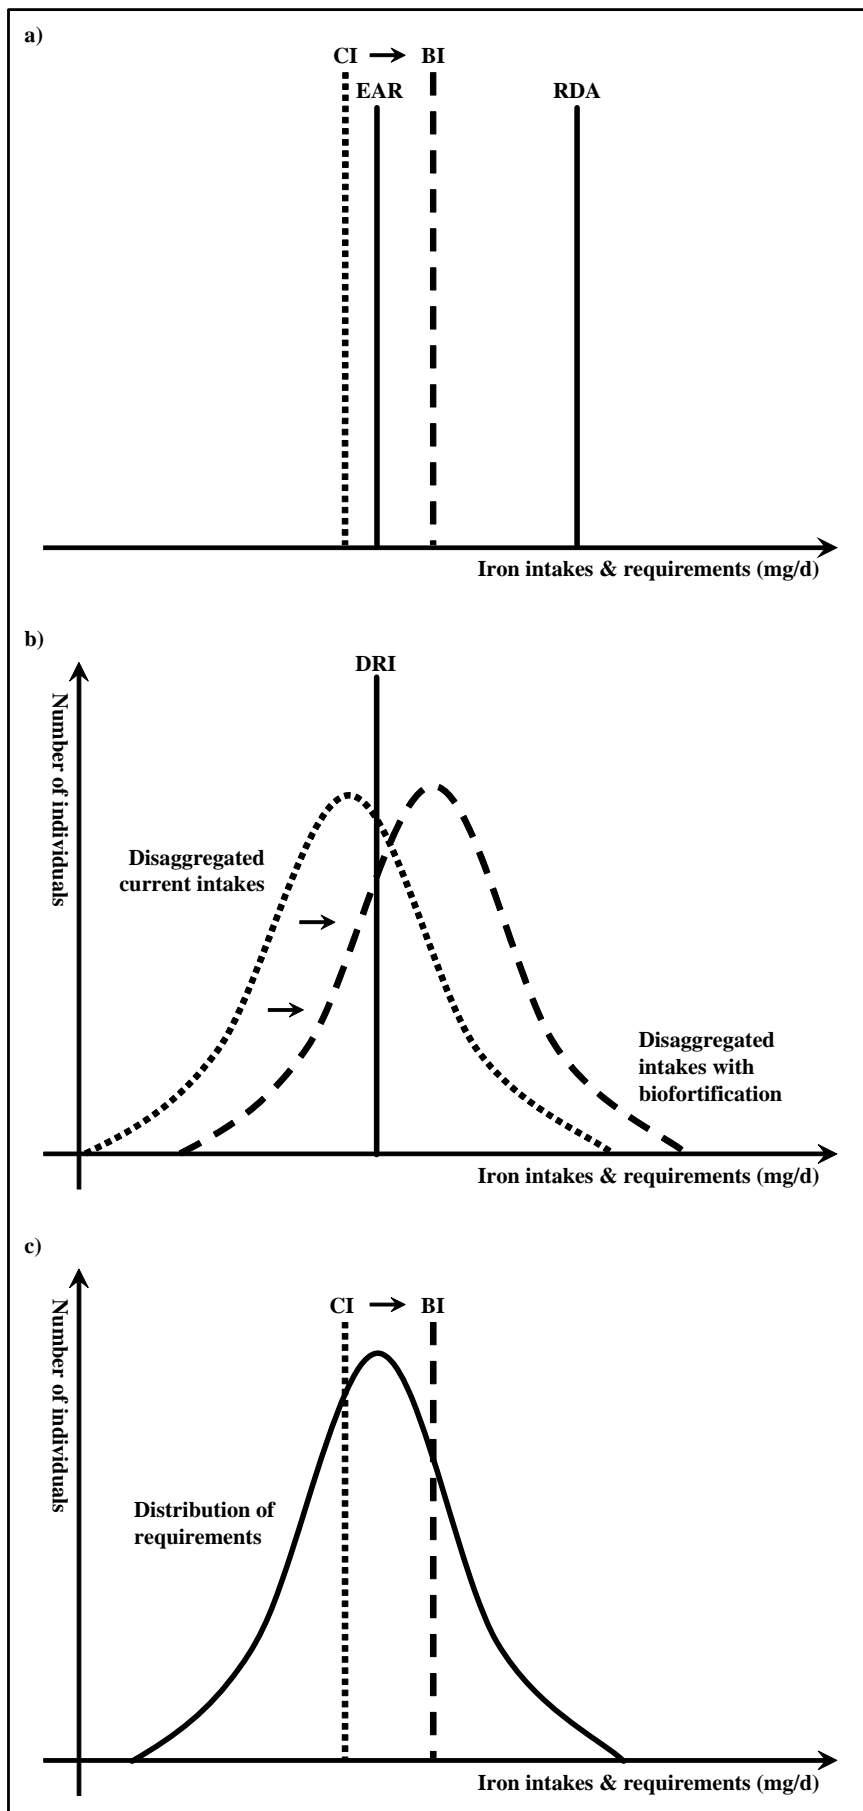 a)
CI → BI
EAR
RDA
Iron intakes & requirements (mg/d)
b)
DRI
Number of individuals
Disaggregated
current intakes
Disaggregated
intakes with
biofortification
Iron intakes & requirements (mg/d)
c)
Number of individuals
CI → BI
Distribution of
requirements
Iron intakes & requirements (mg/d)